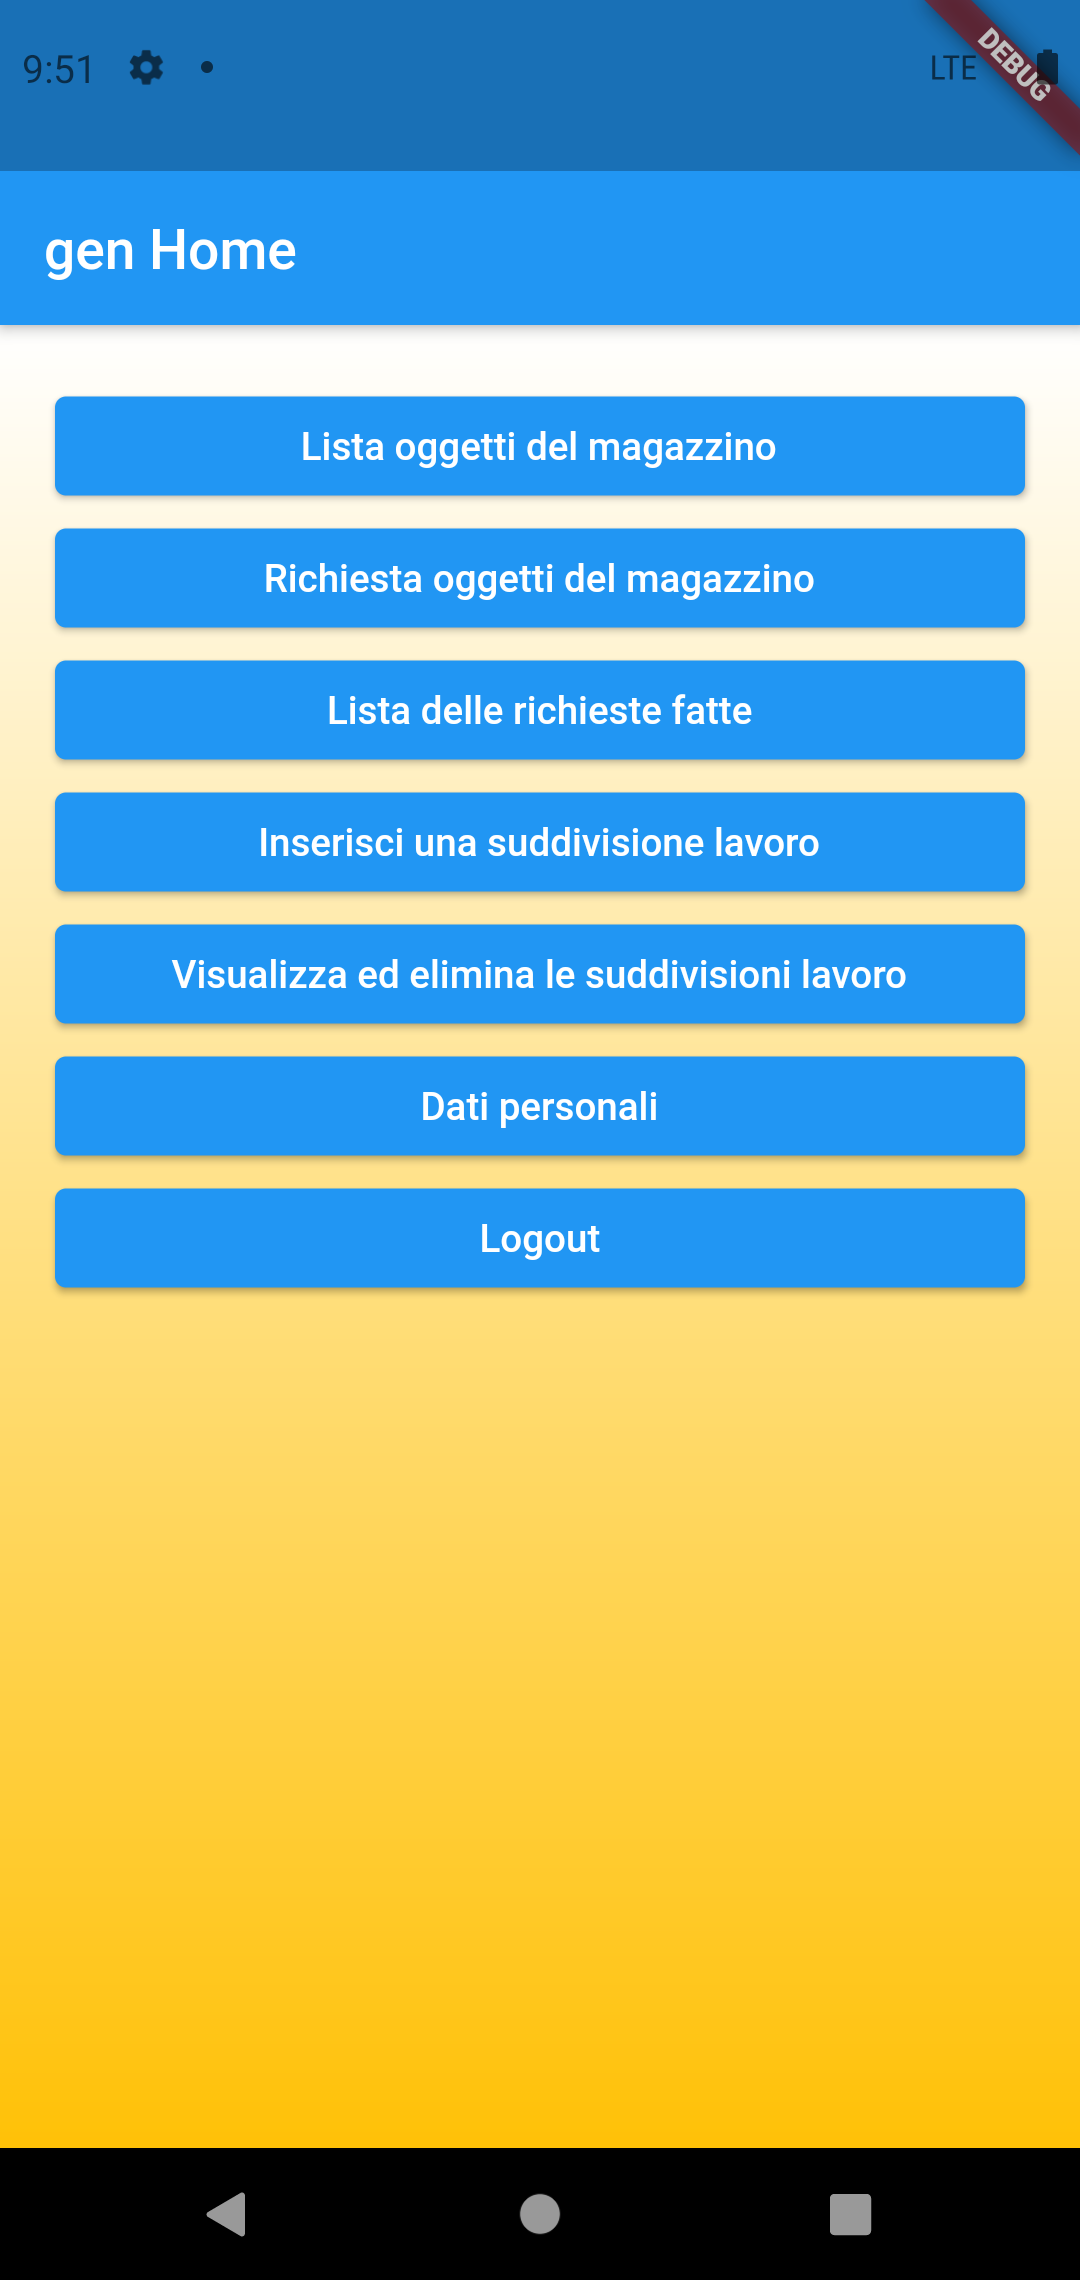 9:51
LTE
DEBUG
gen Home
Lista oggetti del magazzino
Richiesta oggetti del magazzino
Lista delle richieste fatte
Inserisci una suddivisione lavoro
Visualizza ed elimina le suddivisioni lavoro
Dati personali
Logout